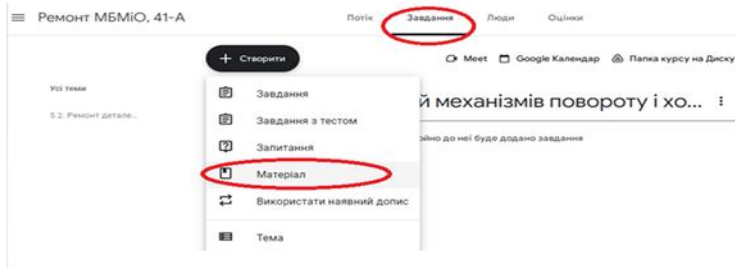 Ремонт МБМіО, 41-А
Потік Завдання Люди Оцінки
+ Створити
Meet Google Календар Папка курсу на Диску
Усі теми
5.2. Ремонт детале...
Завдання
й механізмів повороту і хо...
Завдання з тестом
Запитання
ойно до неї буде додано завдання
Матеріал
Використати наявний допис
Тема